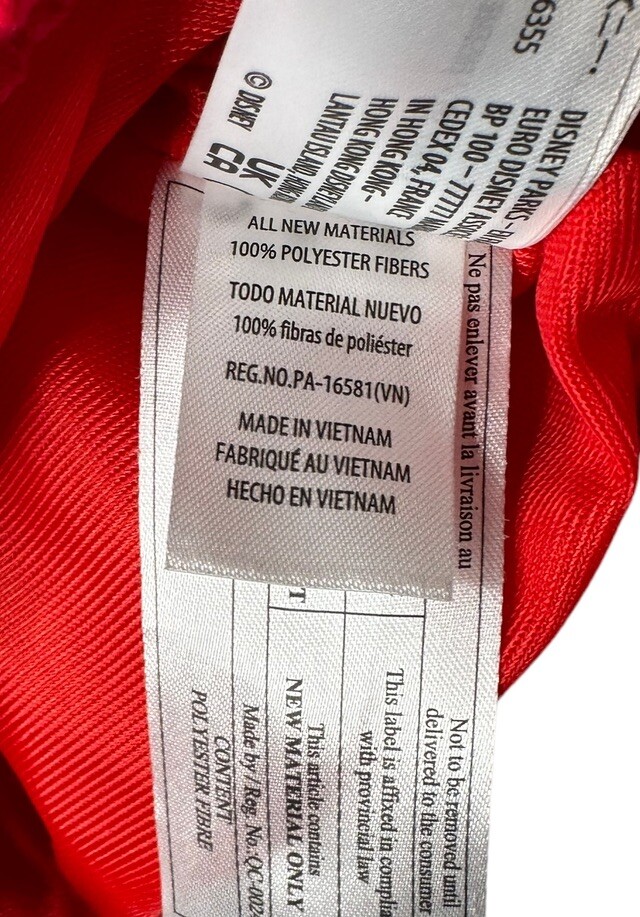 6355
DISNEY PARKS -
EURO DISNEY
BP 100 - 7777
CEDEX 04,
IN HONG KONG -
HONG KONG
LANTAO ISLAND,
UK
CA
© DISNEY
ALL NEW MATERIALS
100% POLYESTER FIBERS
TODO MATERIAL NUEVO
100% fibras de poliéster
REG.NO.PA-16581(VN)
MADE IN VIETNAM
FABRIQUÉ AU VIETNAM
HECHO EN VIETNAM
Ne pas enlever avant la livraison au
Not to be removed until
delivered to the
This label is affixed in
with provincial law
This article contains
NEW MATERIAL ONLY
Made by/ Reg. No.
CONTENT
POLYESTER FIBRE